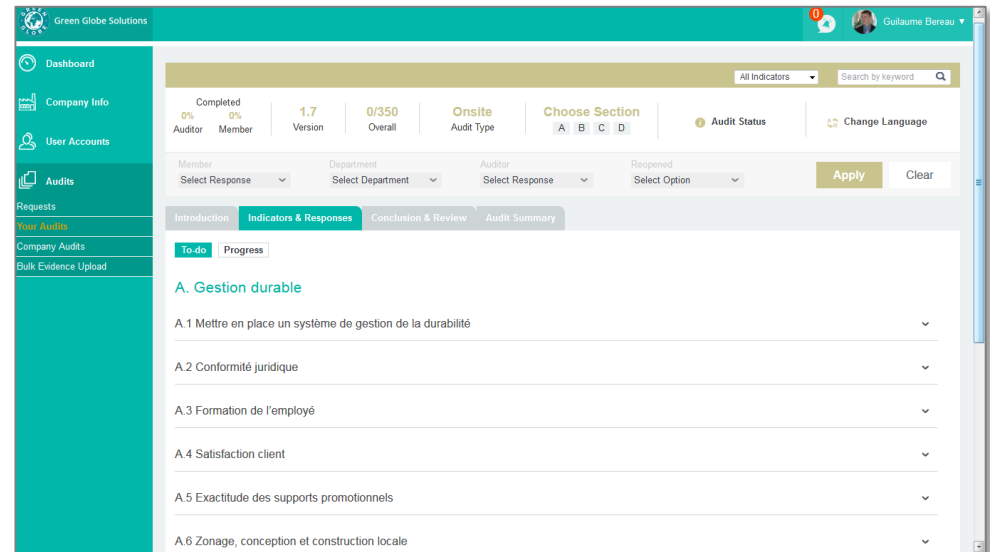 GREEN GLOBE
Green Globe Solutions
0
Guilaume Bereau
Dashboard
Company Info
User Accounts
Audits
Requests
Your Audits
Company Audits
Bulk Evidence Upload
All Indicators
Search by keyword
Completed
0% 0%
Auditor Member
1.7
Version
0/350
Overall
Onsite
Audit Type
Choose Section
A B C D
Audit Status
Change Language
Member Department Auditor Reopened
Select Response Select Department Select Response Select Option
Apply Clear
Introduction Indicators & Responses Conclusion & Review Audit Summary
To-do Progress
A. Gestion durable
A.1 Mettre en place un système de gestion de la durabilité
A.2 Conformité juridique
A.3 Formation de l'employé
A.4 Satisfaction client
A.5 Exactitude des supports promotionnels
A.6 Zonage, conception et construction locale